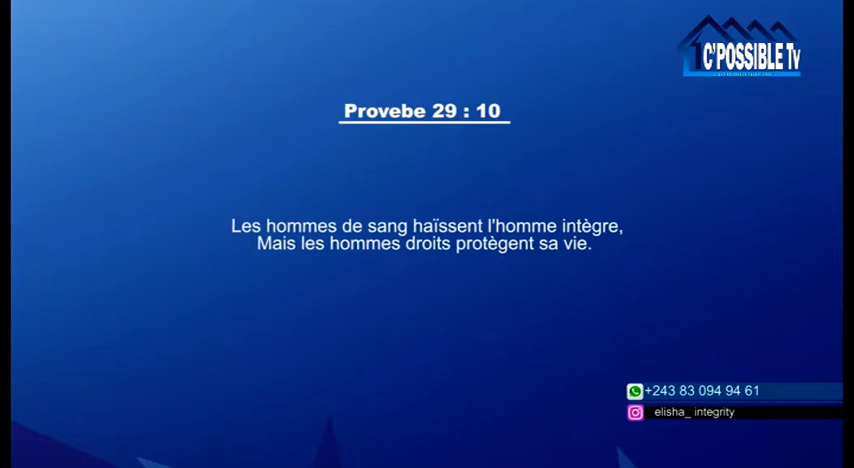 C'POSSIBLE TV
Provebe 29 : 10
Les hommes de sang haïssent l'homme intègre,
Mais les hommes droits protègent sa vie.
+243 83 094 94 61
elisha_ integrity